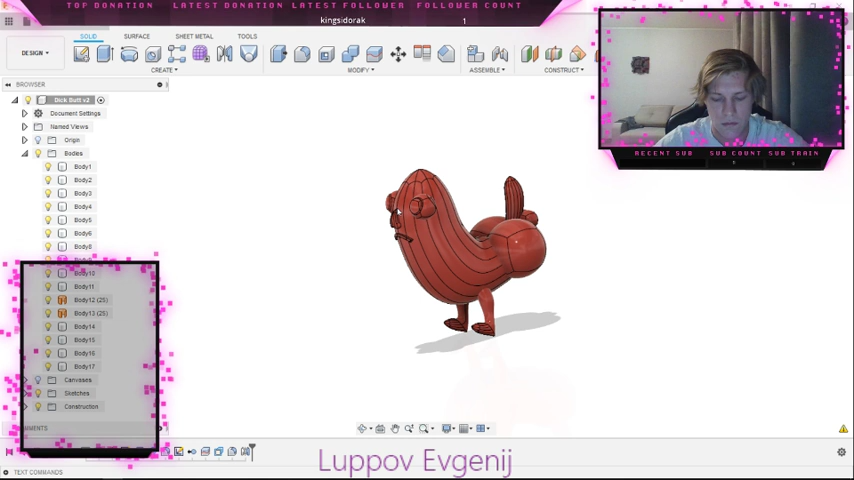 TOP DONATION LATEST DONATION LATEST FOLLOWER FOLLOWER COUNT
kingsidorak 1
SOLID SURFACE SHEET METAL TOOLS
DESIGN
CREATE MODIFY ASSEMBLE CONSTRUCT
BROWSER
Dick Butt v2
Document Settings
Named Views
Origin
Bodies
Body1
Body2
Body3
Body4
Body5
Body6
Body8
Body10
Body11
Body12 (25)
Body13 (25)
Body14
Body15
Body16
Body17
Canvases
Sketches
Construction
TEXT COMMANDS
RECENT SUB SUB COUNT SUB TRAIN
Luppov Evgenij